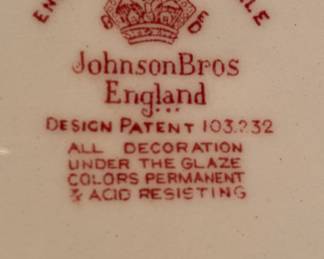 JohnsonBros
England
DESIGN PATENT
ALL DECORATION
UNDER THE GLAZE
COLORS PERMANENT
& ACID RESISTING